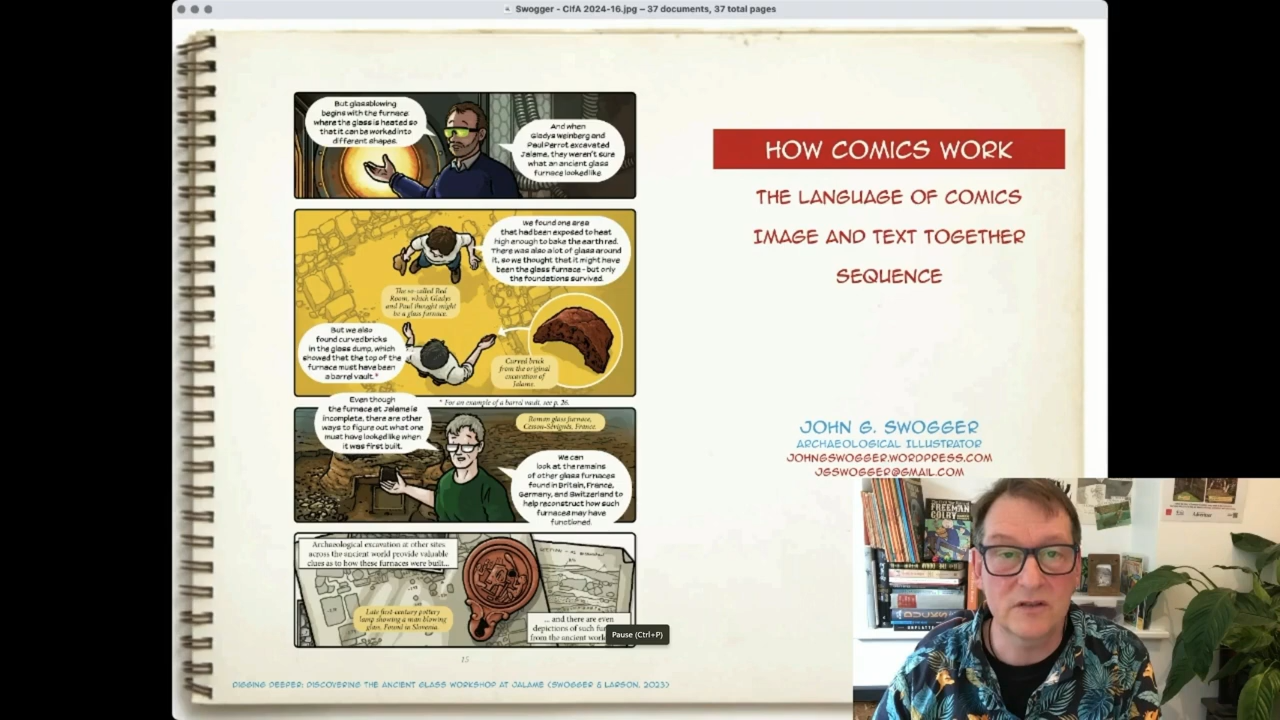 Swogger - CIfA 2024-16.jpg – 37 documents, 37 total pages
But glassblowing
begins with the furnace:
where the glass is heated so
that it can be worked into
different shapes.
And when
Gladys Weinberg and
Paul Perrot excavated
Jalame, they weren't sure
what an ancient glass
furnace looked like.
We found one area
that had been exposed to heat
high enough to bake the earth red.
There was also a lot of glass around
it, so we thought that it might have
been the glass furnace - but only
the foundations survived.
The so-called Red
Room, which Gladys
and Paul thought might
be a glass furnace.
But we also
found curved bricks
in the glass dump, which
showed that the top of the
furnace must have been
a barrel vault.*
Curved brick
from the original
excavation of
Jalame.
* For an example of a barrel vault, see p. 26.
Even though
the furnace at Jalame is
incomplete, there are other
ways to figure out what one
must have looked like when
it was first built.
Roman glass furnace,
Cesson-Sévigné, France.
We can
look at the remains
of other glass furnaces
found in Britain, France,
Germany, and Switzerland to
help reconstruct how such
furnaces may have
functioned.
Archaeological excavation at other sites
across the ancient world provide valuable
clues as to how these furnaces were built...
Late first-century pottery
lamp showing a man blowing
glass. Found in Slovenia.
... and there are even
depictions of such
from the ancient
Pause (Ctrl+P)
15
DIGGING DEEPER: DISCOVERING THE ANCIENT GLASS WORKSHOP AT JALAME (SWOGGER & LARSON, 2023)
HOW COMICS WORK
THE LANGUAGE OF COMICS
IMAGE AND TEXT TOGETHER
SEQUENCE
JOHN G. SWOGGER
ARCHAEOLOGICAL ILLUSTRATOR
JOHNGSWOGGER.WORDPRESS.COM
JGSWOGGER@GMAIL.COM
FREEMAN
COLBY